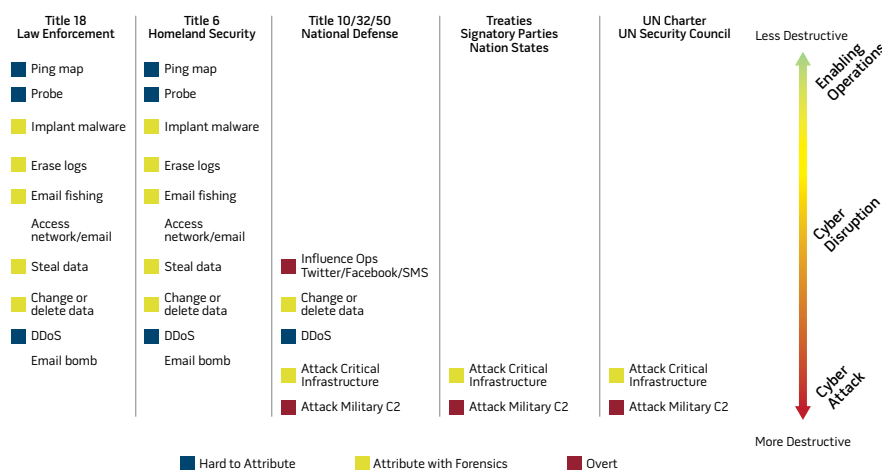 Title 18
Law Enforcement
Title 6
Homeland Security
Title 10/32/50
National Defense
Treaties
Signatory Parties
Nation States
UN Charter
UN Security Council
Less Destructive
Ping map
Probe
Implant malware
Erase logs
Email fishing
Access
network/email
Steal data
Change or
delete data
DDoS
Email bomb
Ping map
Probe
Implant malware
Erase logs
Email fishing
Access
network/email
Steal data
Change or
delete data
DDoS
Email bomb
Influence Ops
Twitter/Facebook/SMS
Change or
delete data
DDoS
Attack Critical
Infrastructure
Attack Military C2
Attack Critical
Infrastructure
Attack Military C2
Attack Critical
Infrastructure
Attack Military C2
Enabling
Operations
Cyber
Disruption
Cyber
Attack
More Destructive
Hard to Attribute
Attribute with Forensics
Overt